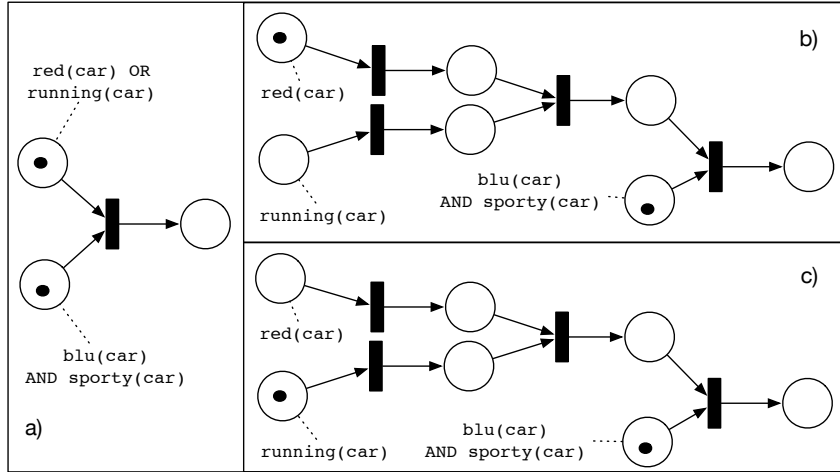 red(car) OR
running(car)
blu(car)
AND sporty(car)
a)
b)
red(car)
running(car)
blu(car)
AND sporty(car)
c)
red(car)
running(car)
blu(car)
AND sporty(car)